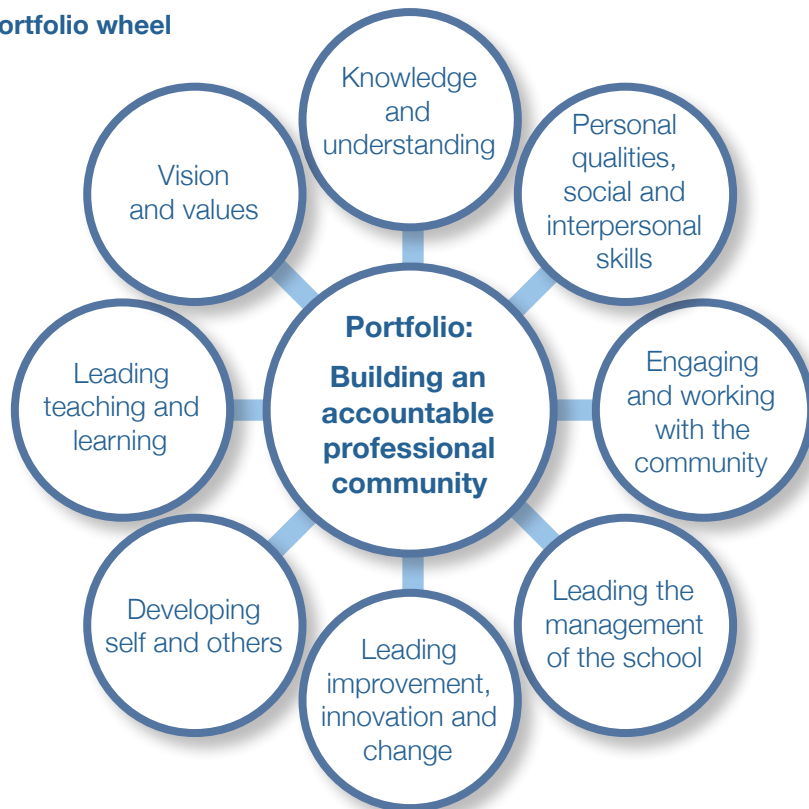 ortfolio wheel
Knowledge
and
understanding
Personal
qualities,
social and
interpersonal
skills
Engaging
and working
with the
community
Leading the
management
of the school
Leading
improvement,
innovation and
change
Developing
self and others
Leading
teaching and
learning
Vision
and values
Portfolio:
Building an
accountable
professional
community